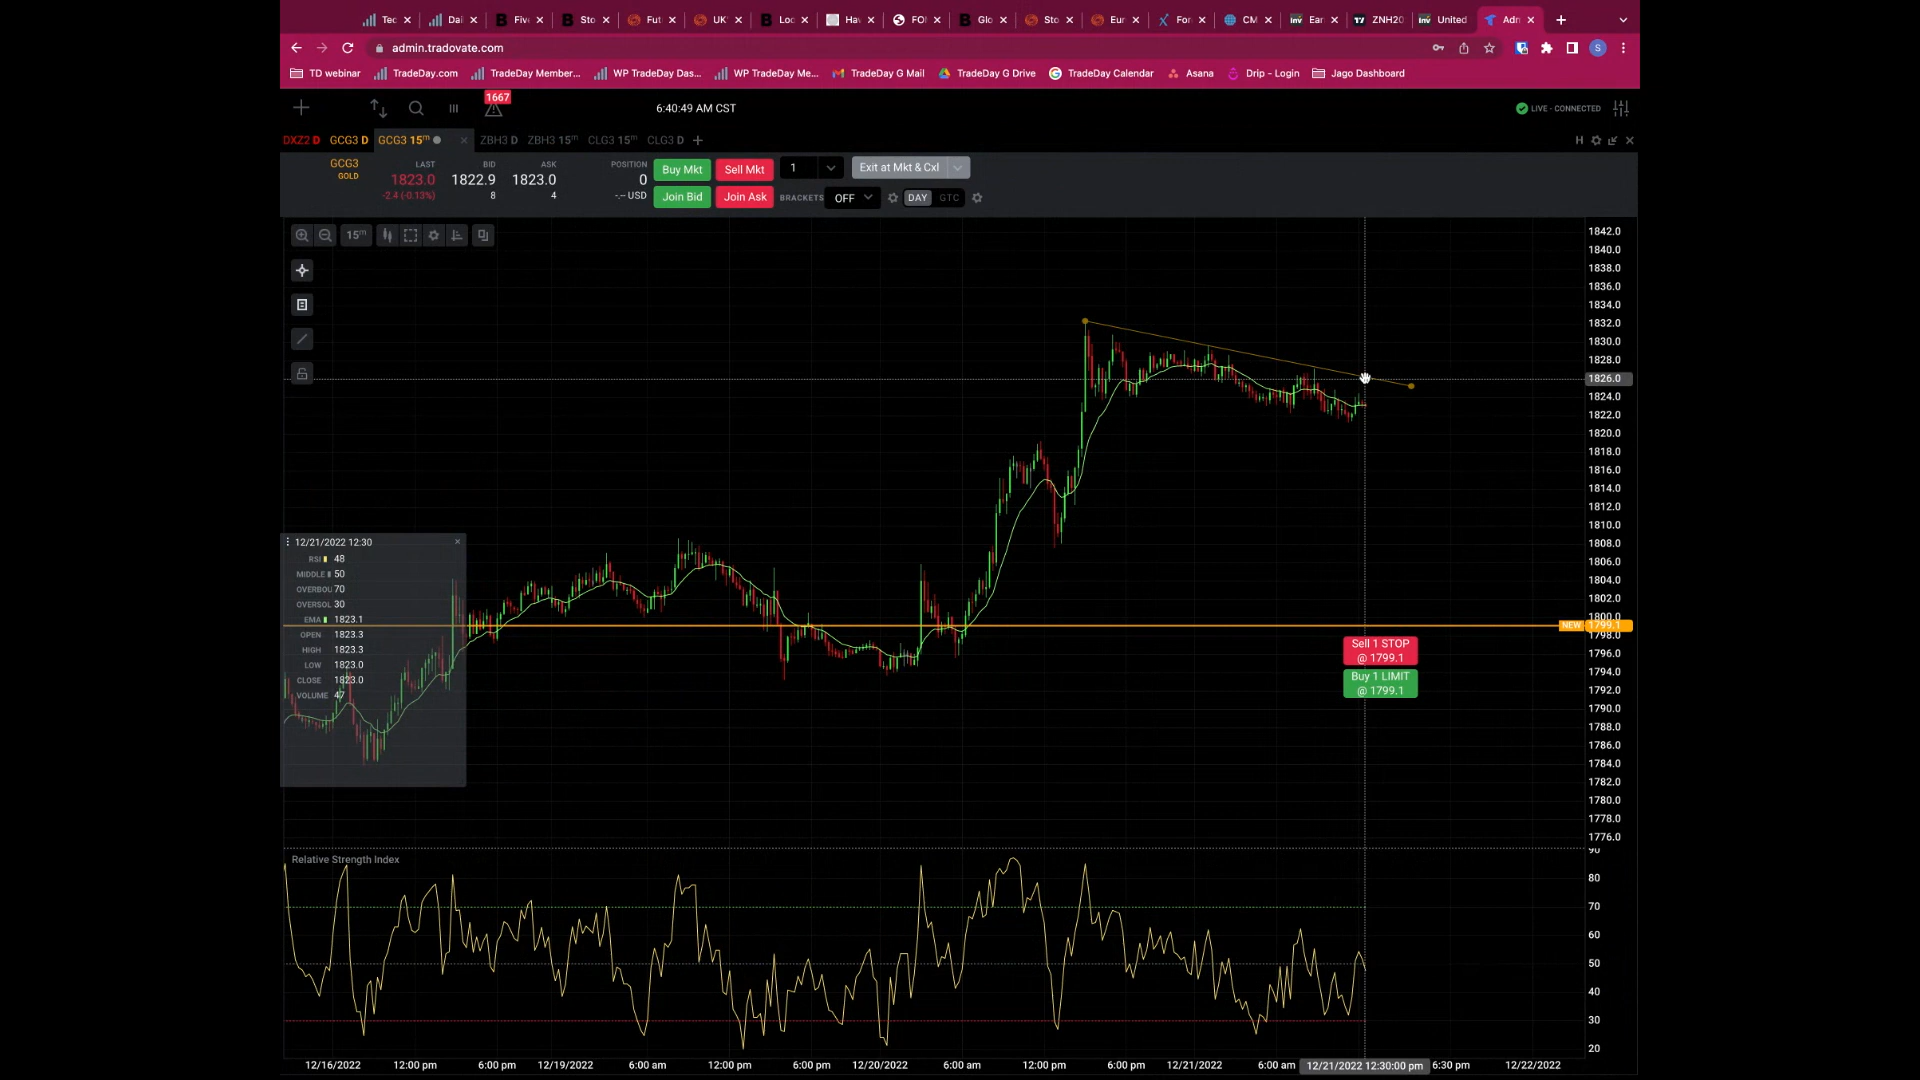 Tec
Dai
Five
Sto
Futu
UK'
Loc
Hav
FO
Glo
Sto
Eur
For
CM
Ear
ZNH20
United
Adn
admin.tradovate.com
S
TD webinar
TradeDay.com
TradeDay Member...
WP TradeDay Das...
WP TradeDay Me...
TradeDay G Mail
TradeDay G Drive
TradeDay Calendar
Asana
Drip - Login
Jago Dashboard
1667
6:40:49 AM CST
LIVE - CONNECTED
DXZ2 D
GCG3 D
GCG3 15m
ZBH3 D
ZBH3 15m
CLG3 15m
CLG3 D
H
GCG3
GOLD
LAST
1823.0
-2.4 (-0.13%)
BID
1822.9
8
ASK
1823.0
4
POSITION
0
-.-- USD
Buy Mkt
Sell Mkt
1
Exit at Mkt & Cxl
Join Bid
Join Ask
BRACKETS
OFF
DAY
GTC
15m
1842.0
1840.0
1838.0
1836.0
1834.0
1832.0
1830.0
1828.0
1826.0
1824.0
1822.0
1820.0
1818.0
1816.0
1814.0
1812.0
1810.0
1808.0
1806.0
1804.0
1802.0
1800.0
NEW 1799.1
1798.0
1796.0
1794.0
1792.0
1790.0
1788.0
1786.0
1784.0
1782.0
1780.0
1778.0
1776.0
12/21/2022 12:30
RSI 48
MIDDLE 50
OVERBOU 70
OVERSOL 30
EMA 1823.1
OPEN 1823.3
HIGH 1823.3
LOW 1823.0
CLOSE 1823.0
VOLUME 47
Sell 1 STOP
@ 1799.1
Buy 1 LIMIT
@ 1799.1
Relative Strength Index
90
80
70
60
50
40
30
20
12/16/2022
12:00 pm
6:00 pm
12/19/2022
6:00 am
12:00 pm
6:00 pm
12/20/2022
6:00 am
12:00 pm
6:00 pm
12/21/2022
6:00 am
12/21/2022 12:30:00 pm
6:30 pm
12/22/2022